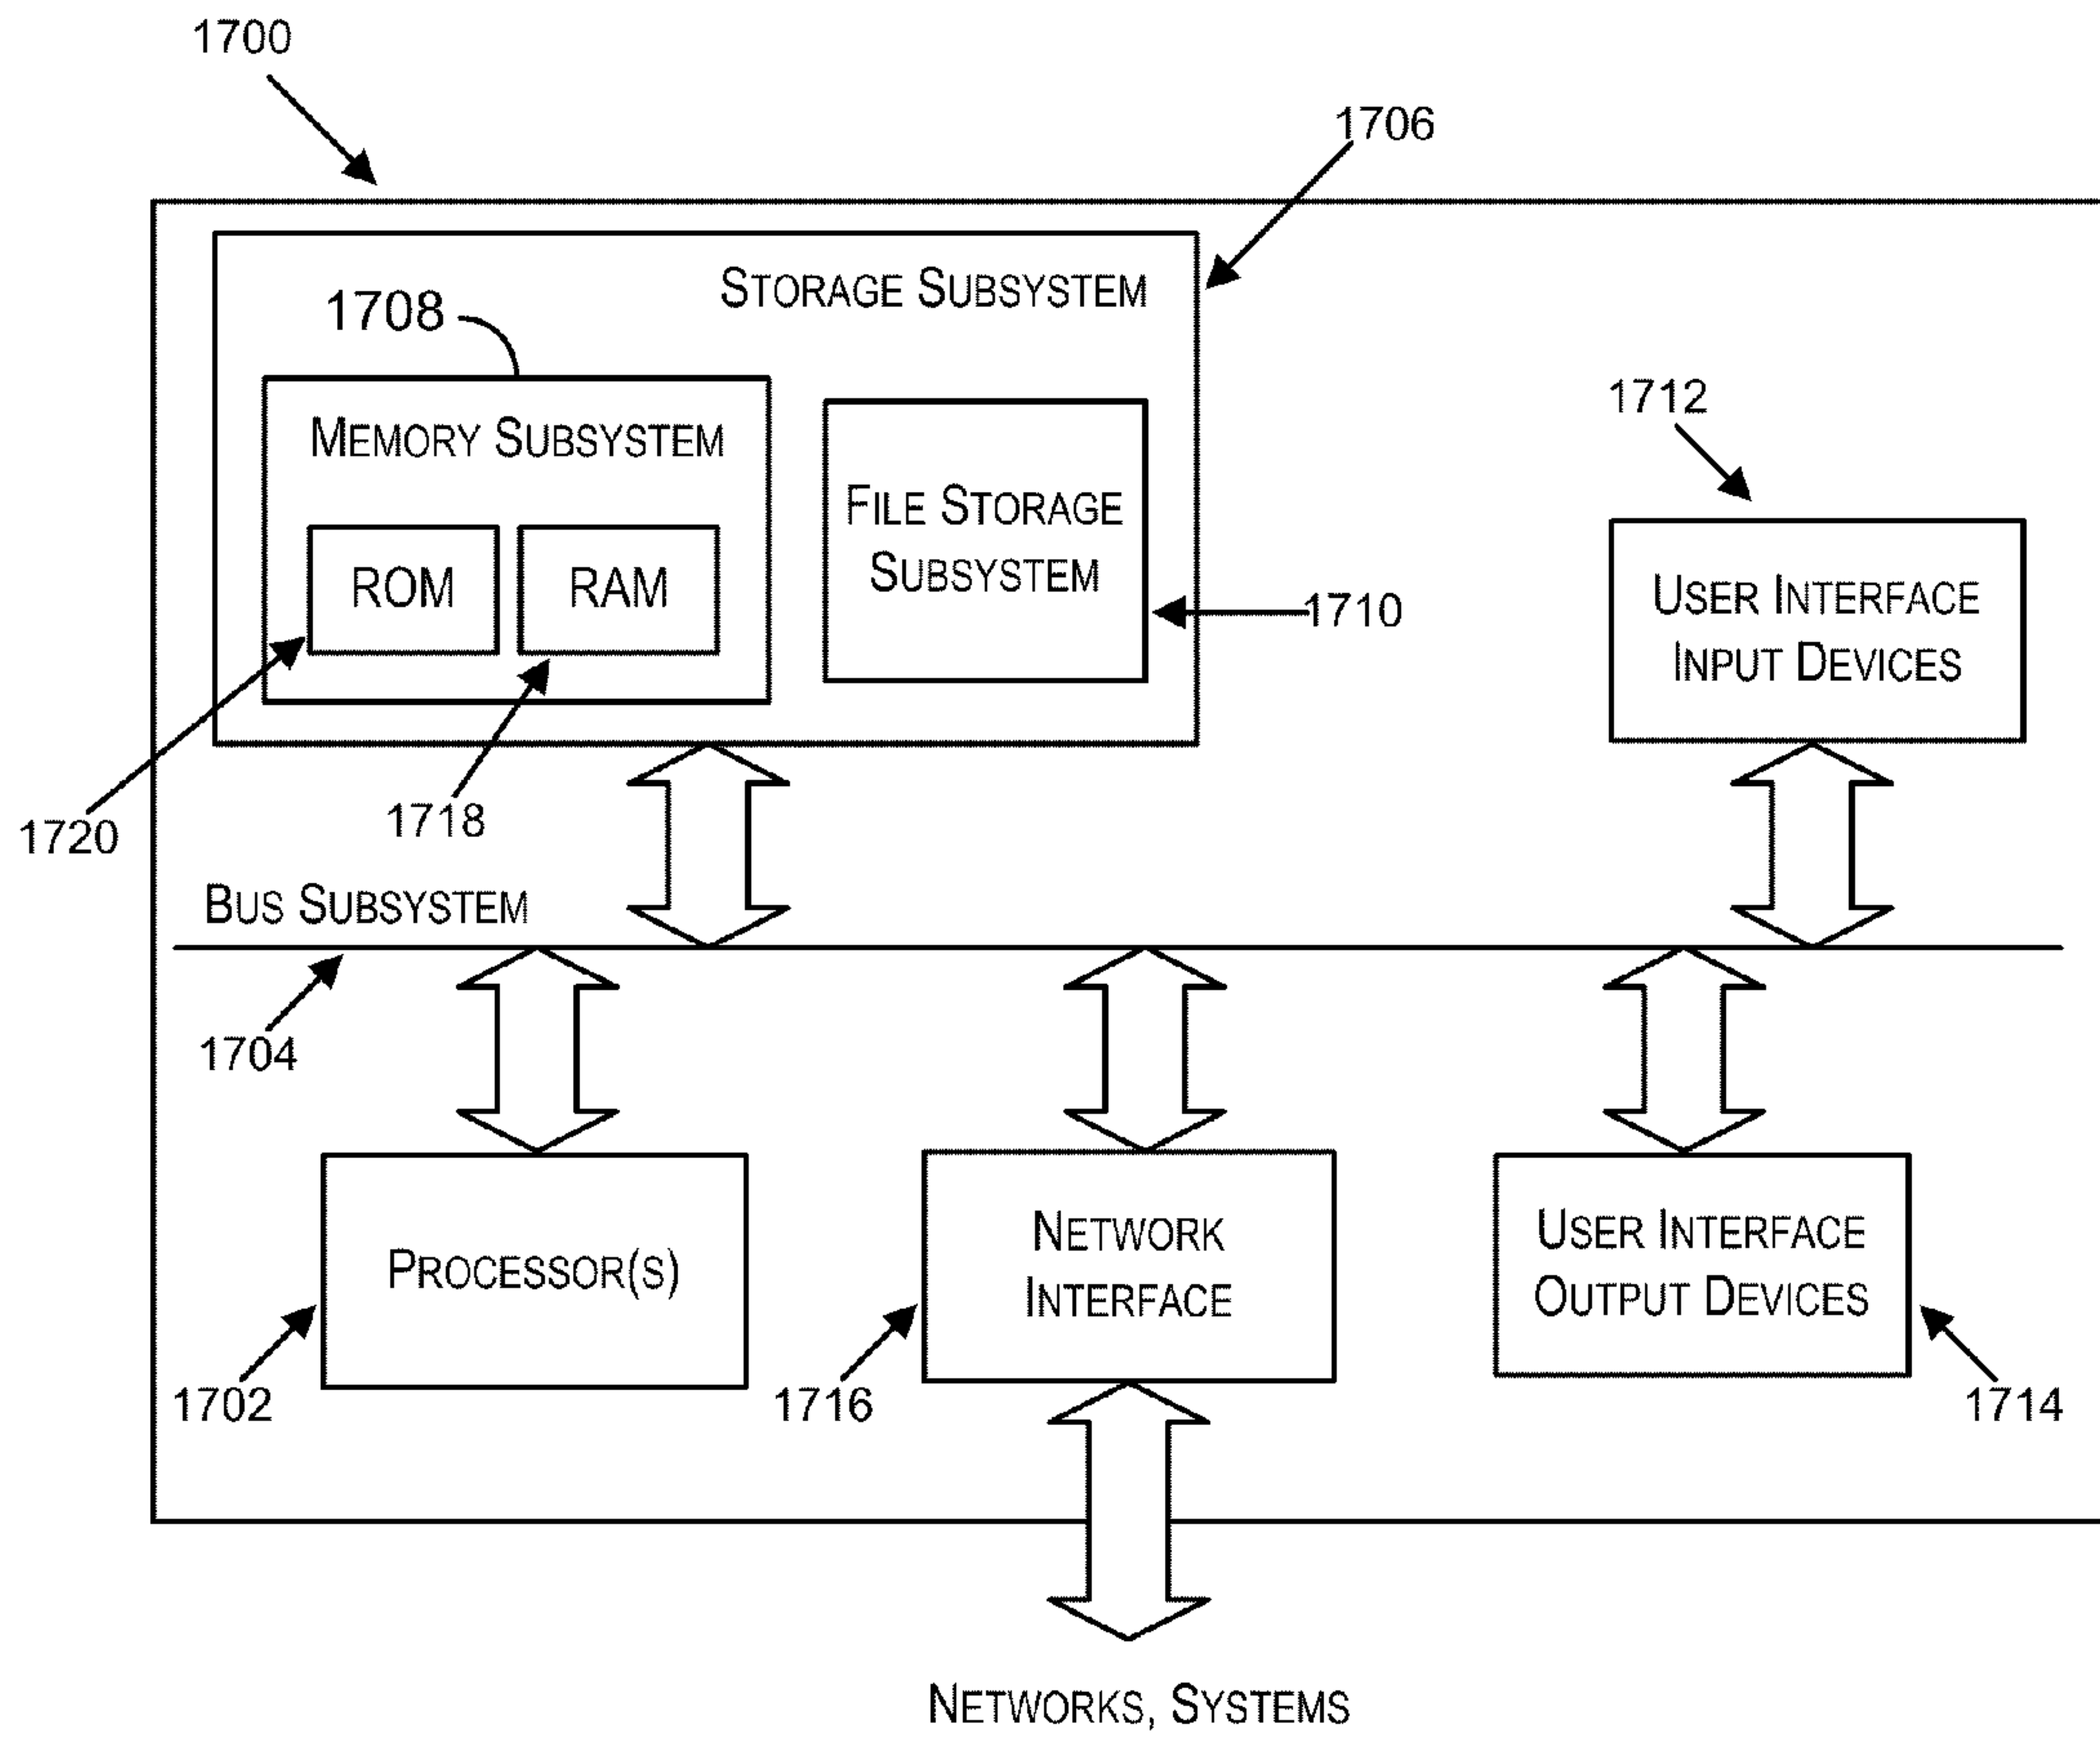 1700
1706
STORAGE SUBSYSTEM
1708
MEMORY SUBSYSTEM
1712
FILE STORAGE
SUBSYSTEM
ROM
RAM
1710
USER INTERFACE
INPUT DEVICES
1720
1718
BUS SUBSYSTEM
1704
PROCESSOR(S)
NETWORK
INTERFACE
USER INTERFACE
OUTPUT DEVICES
1702
1716
1714
NETWORKS, SYSTEMS